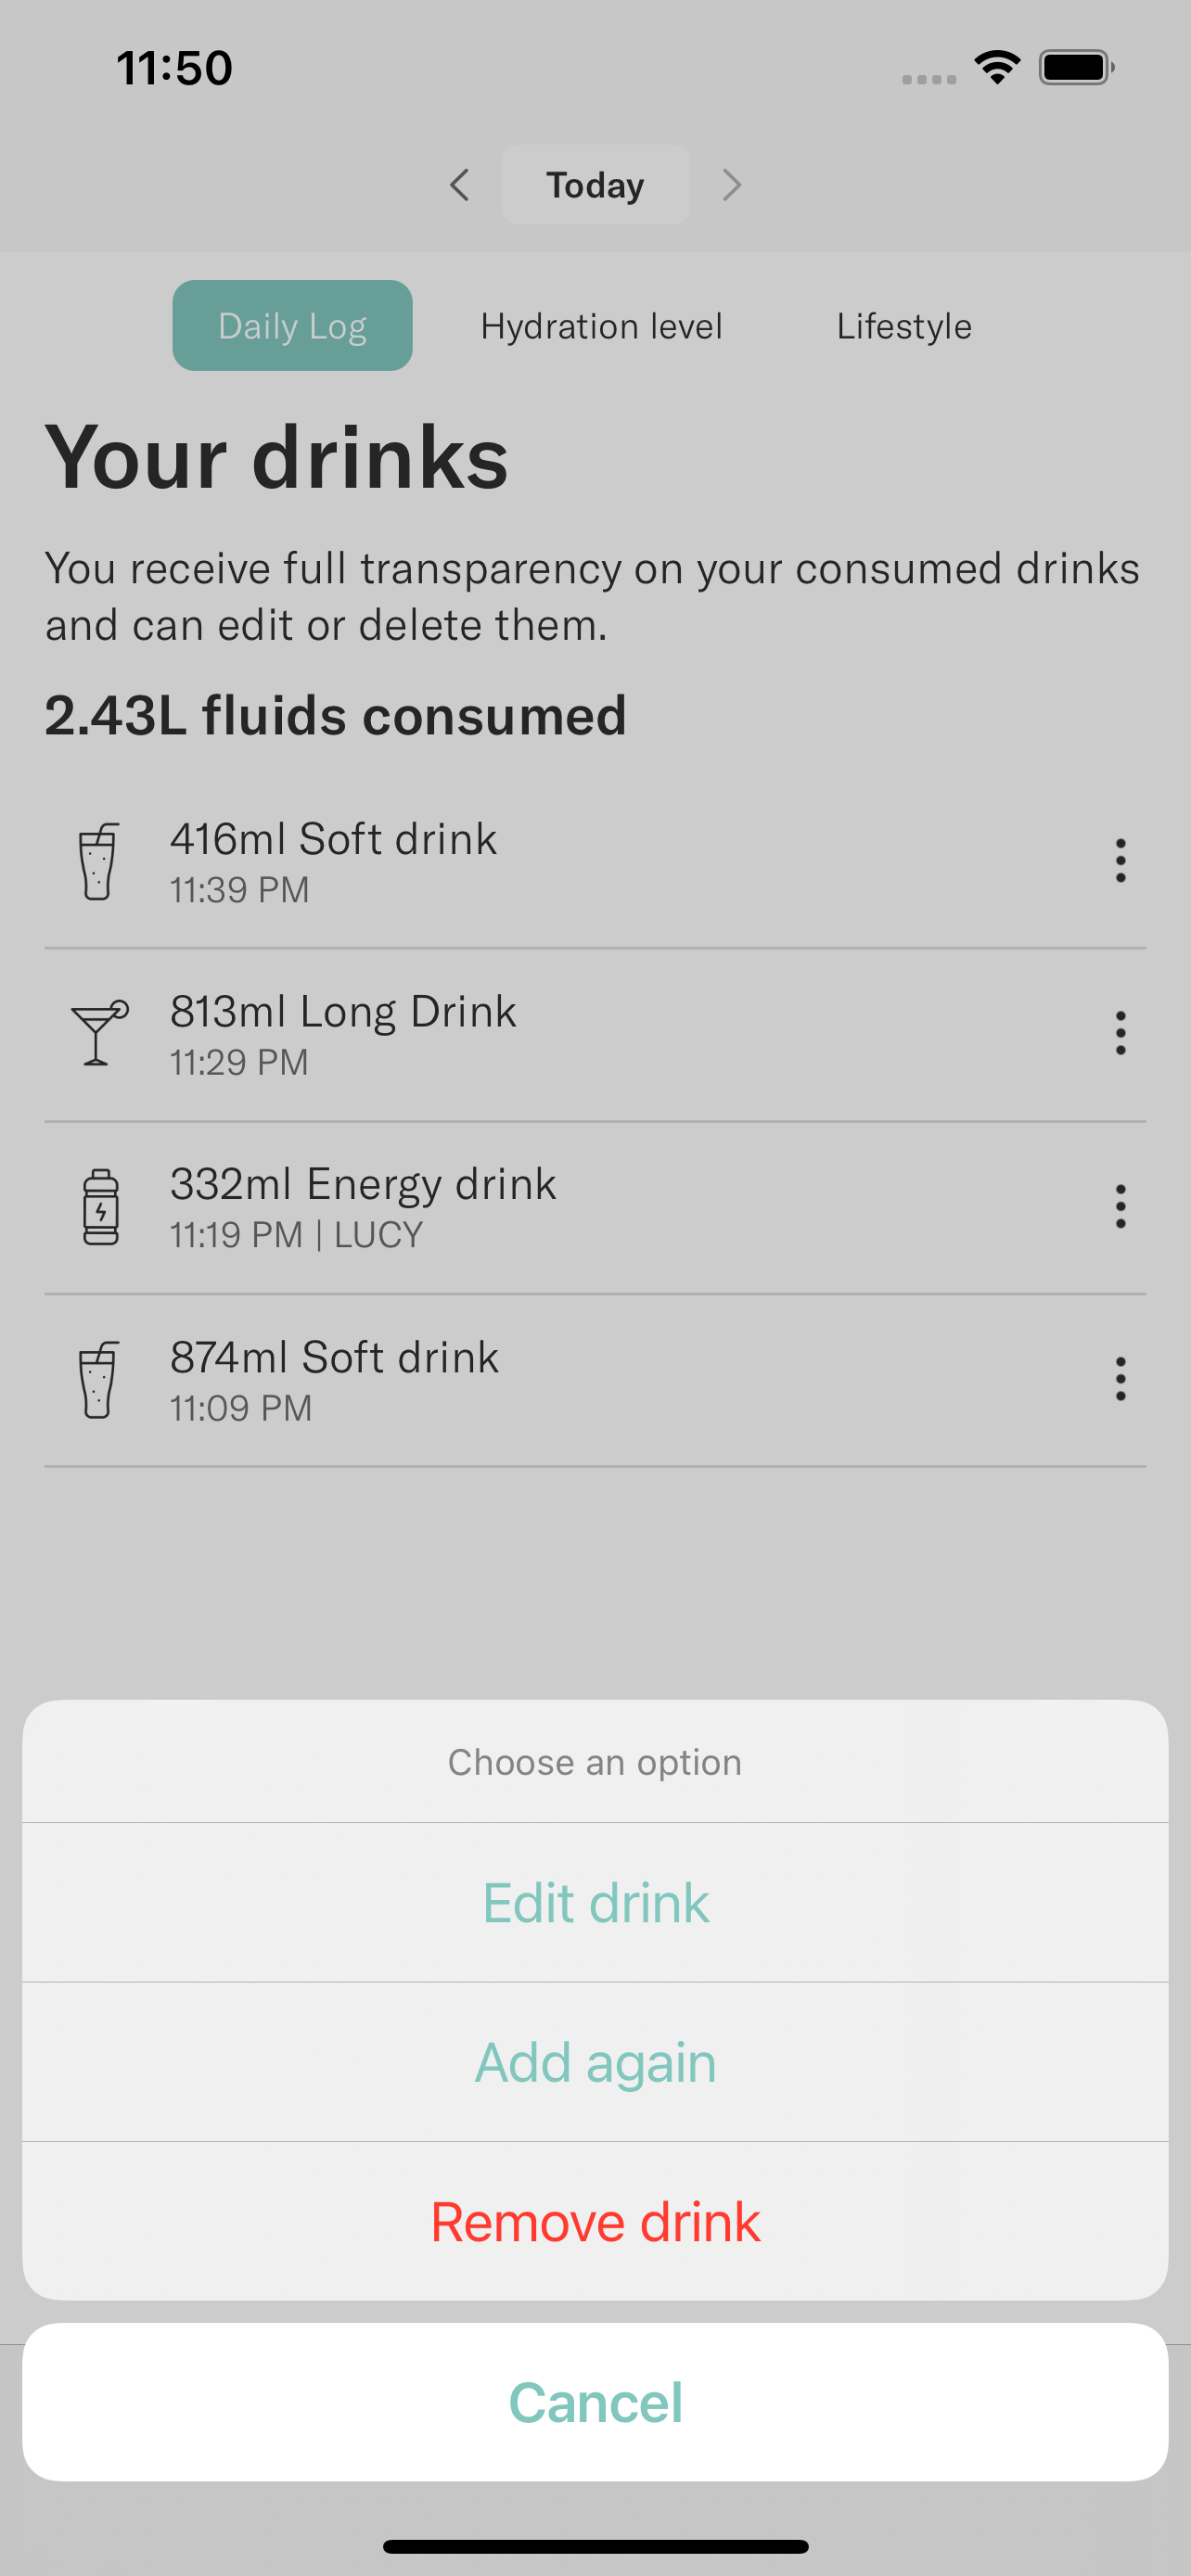 11:50
Today
Daily Log
Hydration level
Lifestyle
Your drinks
You receive full transparency on your consumed drinks
and can edit or delete them.
2.43L fluids consumed
416ml Soft drink
11:39 PM
813ml Long Drink
11:29 PM
332ml Energy drink
11:19 PM | LUCY
874ml Soft drink
11:09 PM
Choose an option
Edit drink
Add again
Remove drink
Cancel